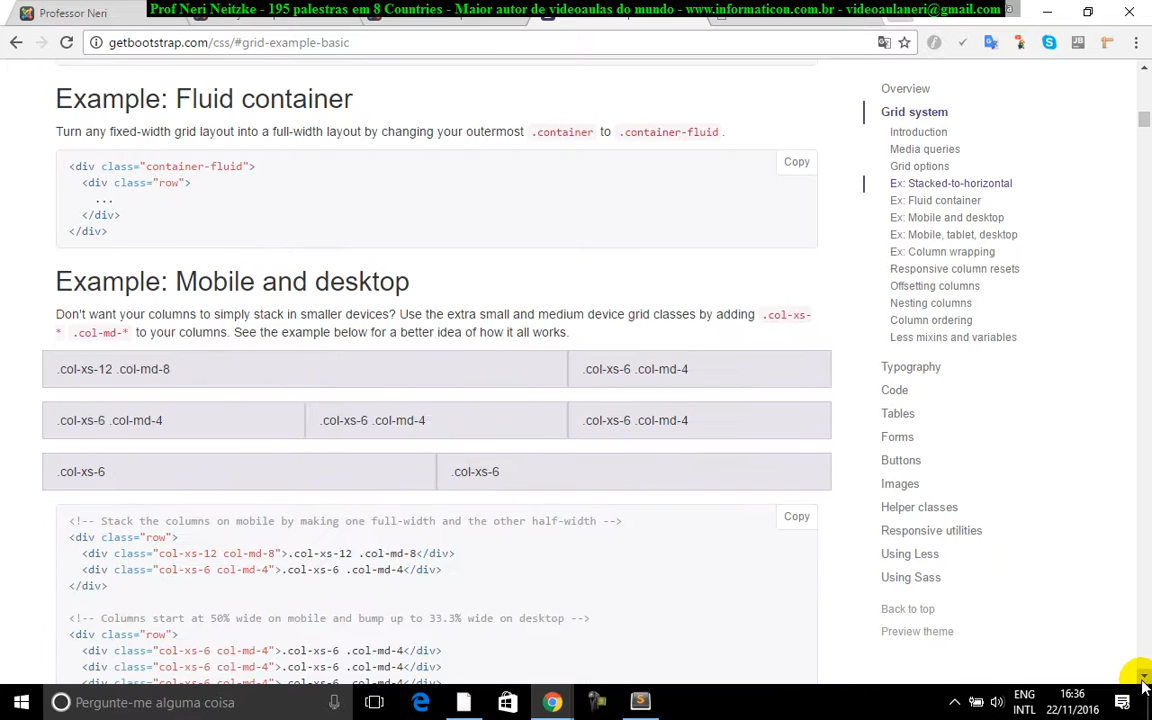 Professor Neri
Prof Neri Neitzke - 195 palestras em 8 Countries - Maior autor de videoaulas do mundo - www.informaticon.com.br - videoaulaneri@gmail.com
getbootstrap.com/css/#grid-example-basic
Example: Fluid container
Turn any fixed-width grid layout into a full-width layout by changing your outermost .container to .container-fluid.
Copy
<div class="container-fluid">
<div class="row">
...
</div>
</div>
Example: Mobile and desktop
Don't want your columns to simply stack in smaller devices? Use the extra small and medium device grid classes by adding .col-xs-
* .col-md-* to your columns. See the example below for a better idea of how it all works.
.col-xs-12 .col-md-8 .col-xs-6 .col-md-4
.col-xs-6 .col-md-4 .col-xs-6 .col-md-4 .col-xs-6 .col-md-4
.col-xs-6 .col-xs-6
Copy
<!-- Stack the columns on mobile by making one full-width and the other half-width -->
<div class="row">
<div class="col-xs-12 col-md-8">.col-xs-12 .col-md-8</div>
<div class="col-xs-6 col-md-4">.col-xs-6 .col-md-4</div>
</div>
<!-- Columns start at 50% wide on mobile and bump up to 33.3% wide on desktop -->
<div class="row">
<div class="col-xs-6 col-md-4">.col-xs-6 .col-md-4</div>
<div class="col-xs-6 col-md-4">.col-xs-6 .col-md-4</div>
Overview
Grid system
Introduction
Media queries
Grid options
Ex: Stacked-to-horizontal
Ex: Fluid container
Ex: Mobile and desktop
Ex: Mobile, tablet, desktop
Ex: Column wrapping
Responsive column resets
Offsetting columns
Nesting columns
Column ordering
Less mixins and variables
Typography
Code
Tables
Forms
Buttons
Images
Helper classes
Responsive utilities
Using Less
Using Sass
Back to top
Preview theme
Pergunte-me alguma coisa
ENG
INTL
16:36
22/11/2016